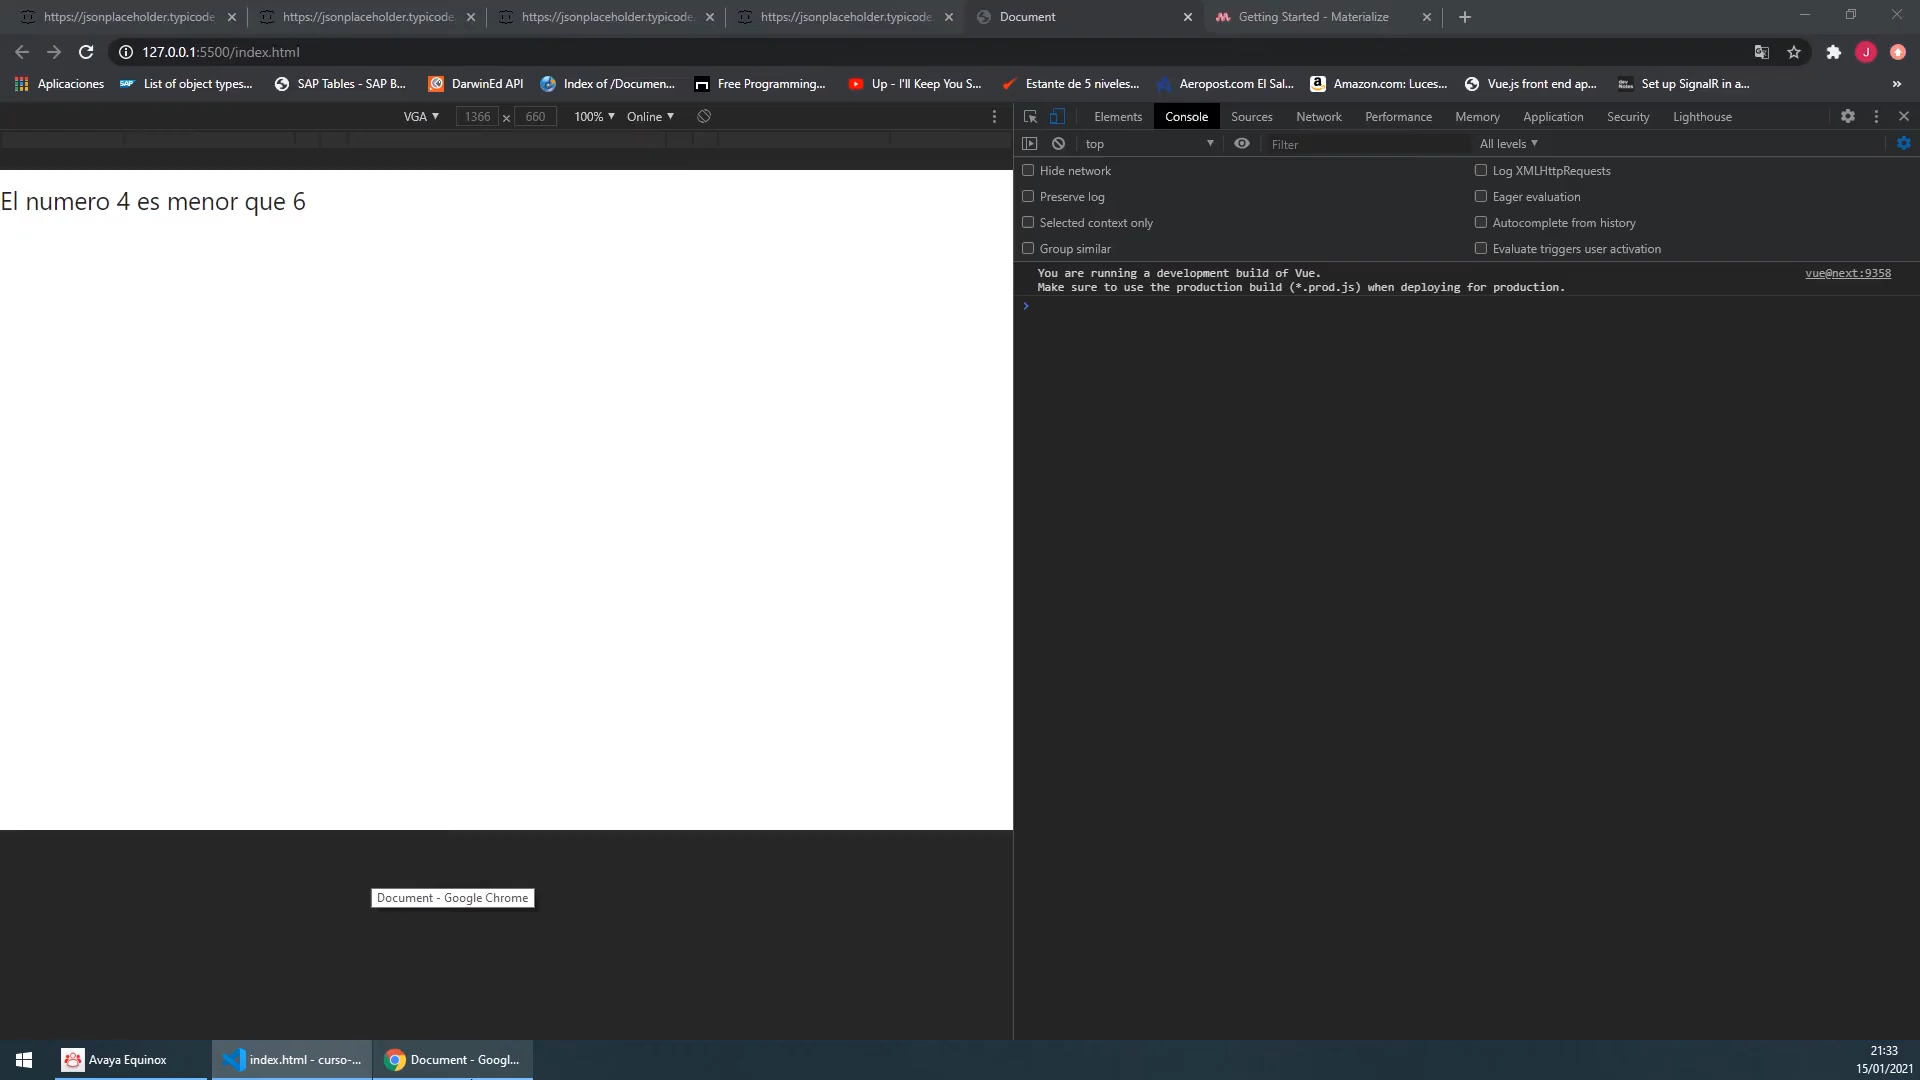 https://jsonplaceholder.typicode
https://jsonplaceholder.typicode.
https://jsonplaceholder.typicode.
https://jsonplaceholder.typicode.
Document
Getting Started - Materialize
127.0.0.1:5500/index.html
J
Aplicaciones
SAP
List of object types...
SAP Tables - SAP B...
DarwinEd API
Index of /Documen...
Free Programming...
Up - I'll Keep You S...
Estante de 5 niveles...
Aeropost.com El Sal...
Amazon.com: Luces...
Vue.js front end ap...
Set up SignalR in a...
»
VGA
1366 x 660
100%
Online
Elements
Console
Sources
Network
Performance
Memory
Application
Security
Lighthouse
top
Filter
All levels
El numero 4 es menor que 6
Hide network
Log XMLHttpRequests
Preserve log
Eager evaluation
Selected context only
Autocomplete from history
Group similar
Evaluate triggers user activation
You are running a development build of Vue.
vue@next:9358
Make sure to use the production build (*.prod.js) when deploying for production.
Document - Google Chrome
Avaya Equinox
index.html - curso-...
Document - Googl...
21:33
15/01/2021